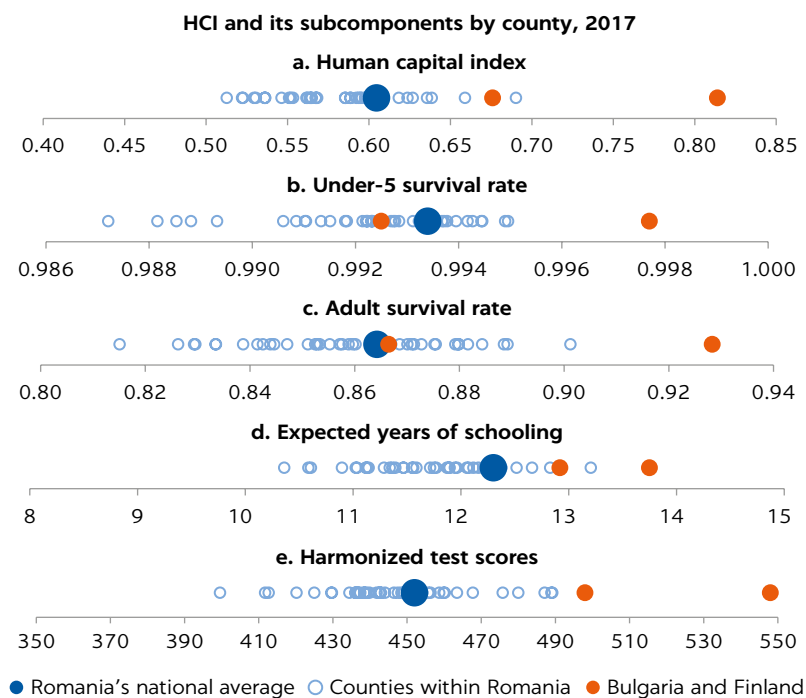 HCI and its subcomponents by county, 2017
a. Human capital index
0.40 0.45 0.50 0.55 0.60 0.65 0.70 0.75 0.80 0.85
b. Under-5 survival rate
0.986 0.988 0.990 0.992 0.994 0.996 0.998 1.000
c. Adult survival rate
0.80 0.82 0.84 0.86 0.88 0.90 0.92 0.94
d. Expected years of schooling
8 9 10 11 12 13 14 15
e. Harmonized test scores
350 370 390 410 430 450 470 490 510 530 550
Romania's national average Counties within Romania Bulgaria and Finland